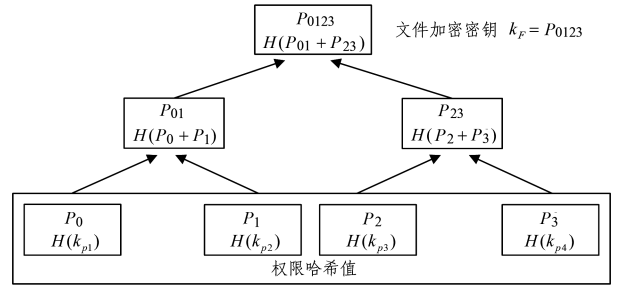 P0123
H(P01 + P23)
文件加密密钥 kF = P0123
P01
H(P0 + P1)
P23
H(P2 + P3)
P0
H(kp1)
P1
H(kp2)
P2
H(kp3)
P3
H(kp4)
权限哈希值